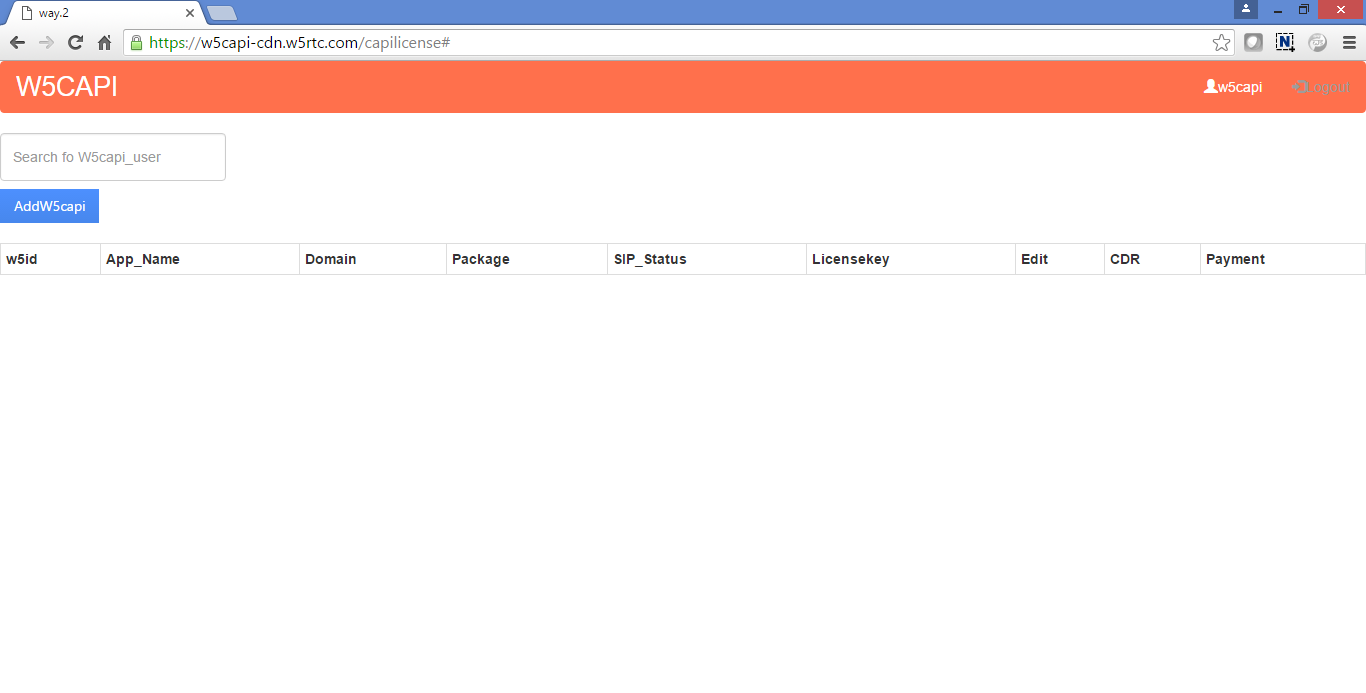 way.2
https://w5capi-cdn.w5rtc.com/capilicense#
W5CAPI
w5capi
Logout
Search fo W5capi_user
AddW5capi
w5id App_Name Domain Package SIP_Status Licensekey Edit CDR Payment